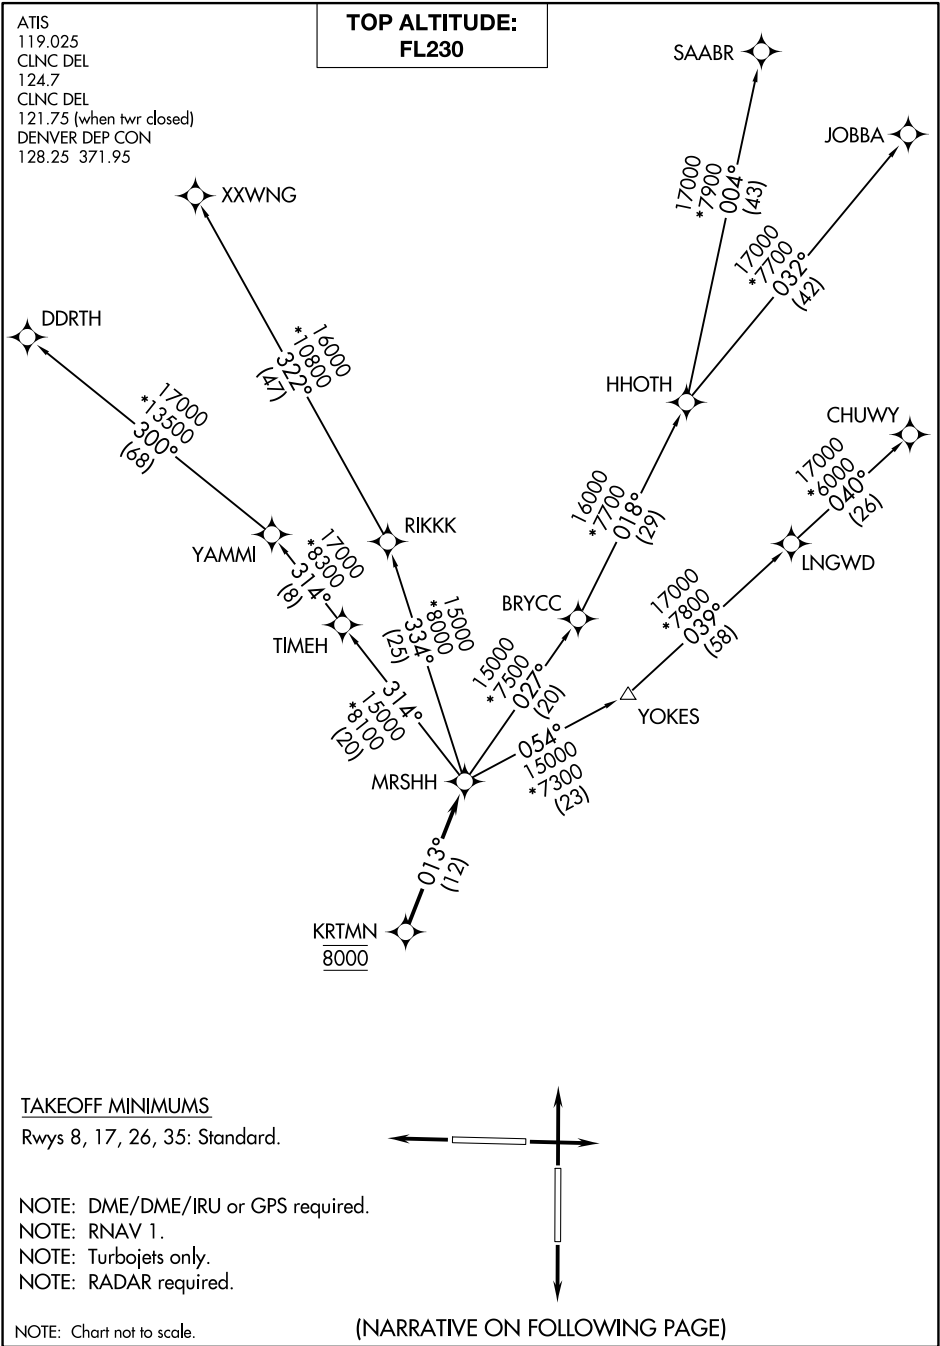 ATIS
119.025
CLNC DEL
124.7
CLNC DEL
121.75 (when twr closed)
DENVER DEP CON
128.25 371.95
TOP ALTITUDE:
FL230
SAABR
JOBBA
17000
*7900
004°
(43)
XXWNG
17000
*7700
032°
(42)
DDRTH
16000
*10800
322°
(47)
HHOTH
17000
*13500
300°
(68)
CHUWY
17000
*6000
040°
(26)
16000
*7700
018°
(29)
RIKKK
YAMMI
17000
*8300
314°
(8)
LNGWD
BRYCC
17000
*7800
039°
(58)
TIMEH
15000
*8000
334°
(25)
15000
*7500
027°
(20)
314°
15000
*8100
(20)
YOKES
054°
15000
*7300
(23)
MRSHH
013°
(12)
KRTMN
8000
TAKEOFF MINIMUMS
Rwys 8, 17, 26, 35: Standard.
NOTE: DME/DME/IRU or GPS required.
NOTE: RNAV 1.
NOTE: Turbojets only.
NOTE: RADAR required.
NOTE: Chart not to scale.
(NARRATIVE ON FOLLOWING PAGE)